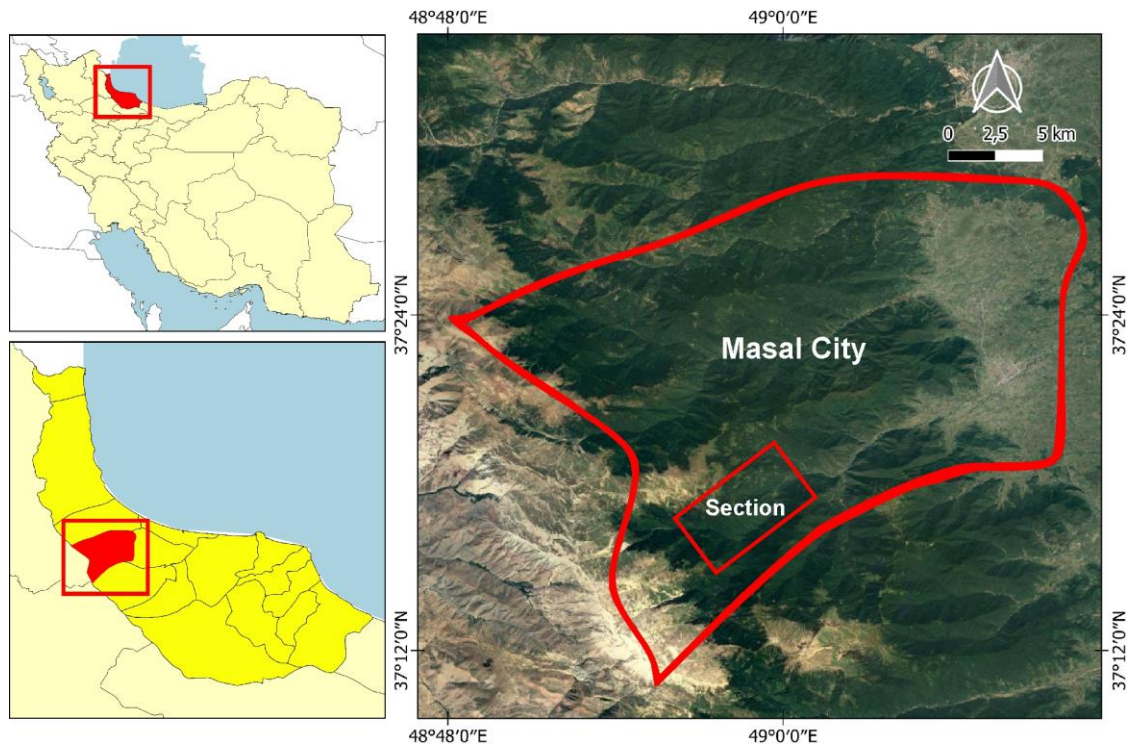 48°48′0″E
49°0′0″E
0 2,5 5 km
37°24′0″N
37°24′0″N
Masal City
Section
37°12′0″N
37°12′0″N
48°48′0″E
49°0′0″E